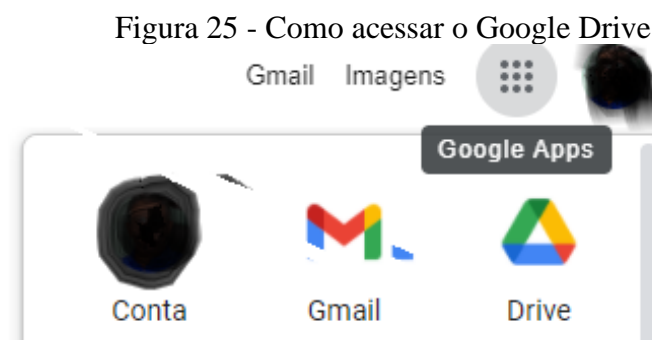 Figura 25 - Como acessar o Google Drive
Gmail Imagens
Google Apps
Conta Gmail Drive